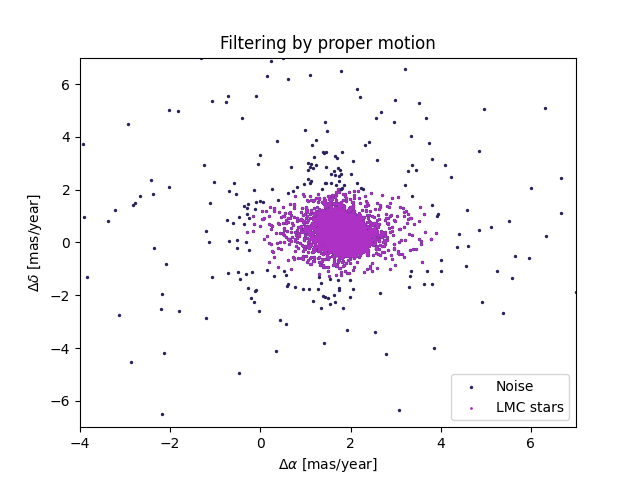 Filtering by proper motion
6
4
2
0
−2
−4
−6
Δδ [mas/year]
−4
−2
0
2
4
6
Δα [mas/year]
Noise
LMC stars